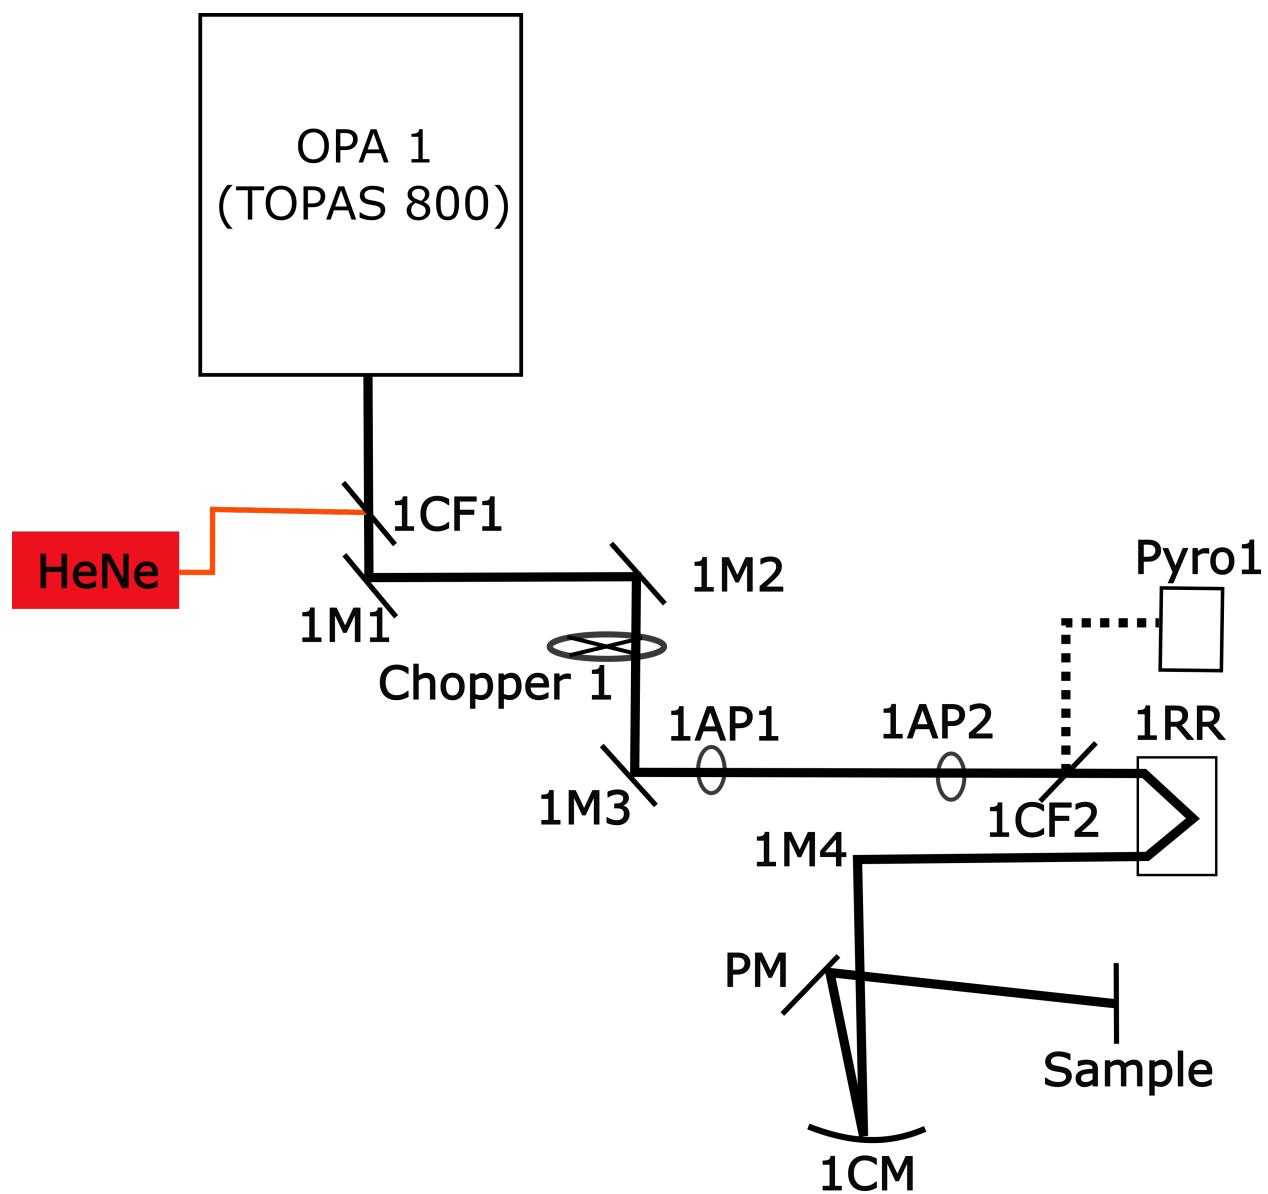 OPA 1
(TOPAS 800)
1CF1
HeNe
1M1
1M2
Pyro1
Chopper 1
1AP1
1AP2
1RR
1M3
1CF2
1M4
PM
Sample
1CM